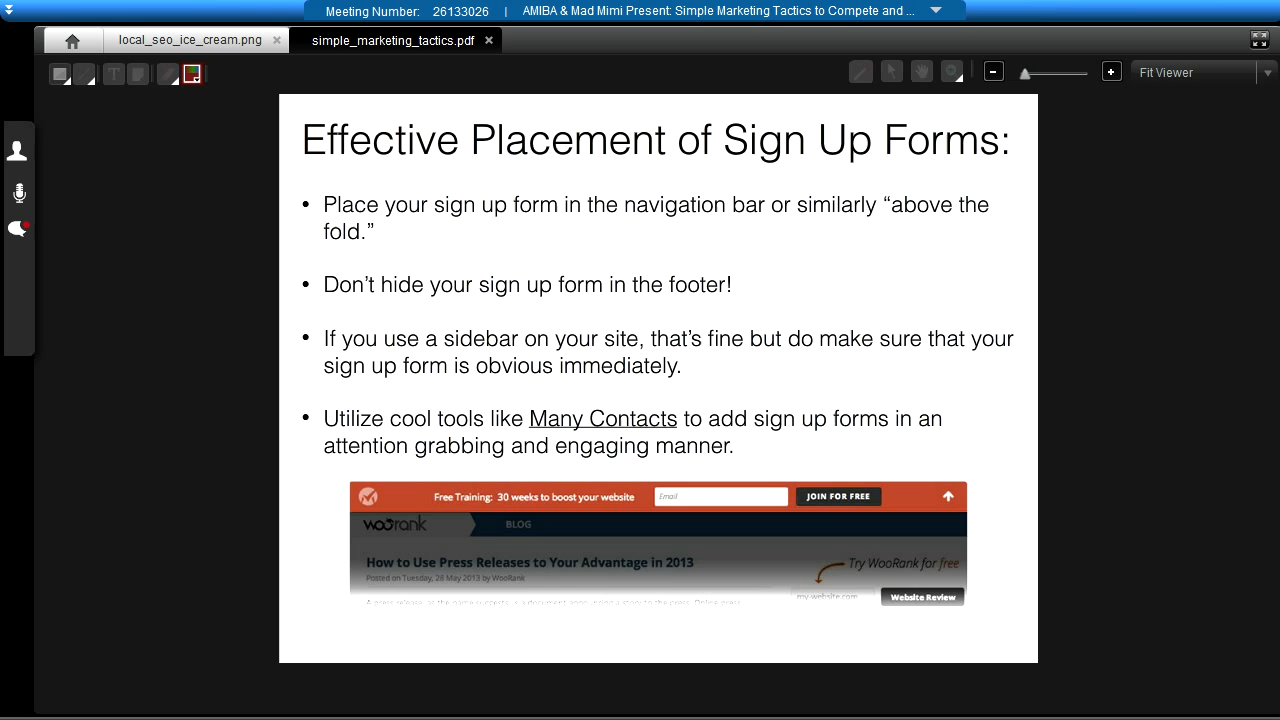 Meeting Number: 26133026 | AMIBA & Mad Mimi Present: Simple Marketing Tactics to Compete and ...
local_seo_ice_cream.png
simple_marketing_tactics.pdf
T
Fit Viewer
Effective Placement of Sign Up Forms:
• Place your sign up form in the navigation bar or similarly “above the
fold.”
• Don’t hide your sign up form in the footer!
• If you use a sidebar on your site, that’s fine but do make sure that your
sign up form is obvious immediately.
• Utilize cool tools like Many Contacts to add sign up forms in an
attention grabbing and engaging manner.
Free Training: 30 weeks to boost your website
Email
JOIN FOR FREE
woorank
BLOG
How to Use Press Releases to Your Advantage in 2013
Posted on Tuesday, 28 May 2013 by WooRank
Try WooRank for free
my-website.com
Website Review